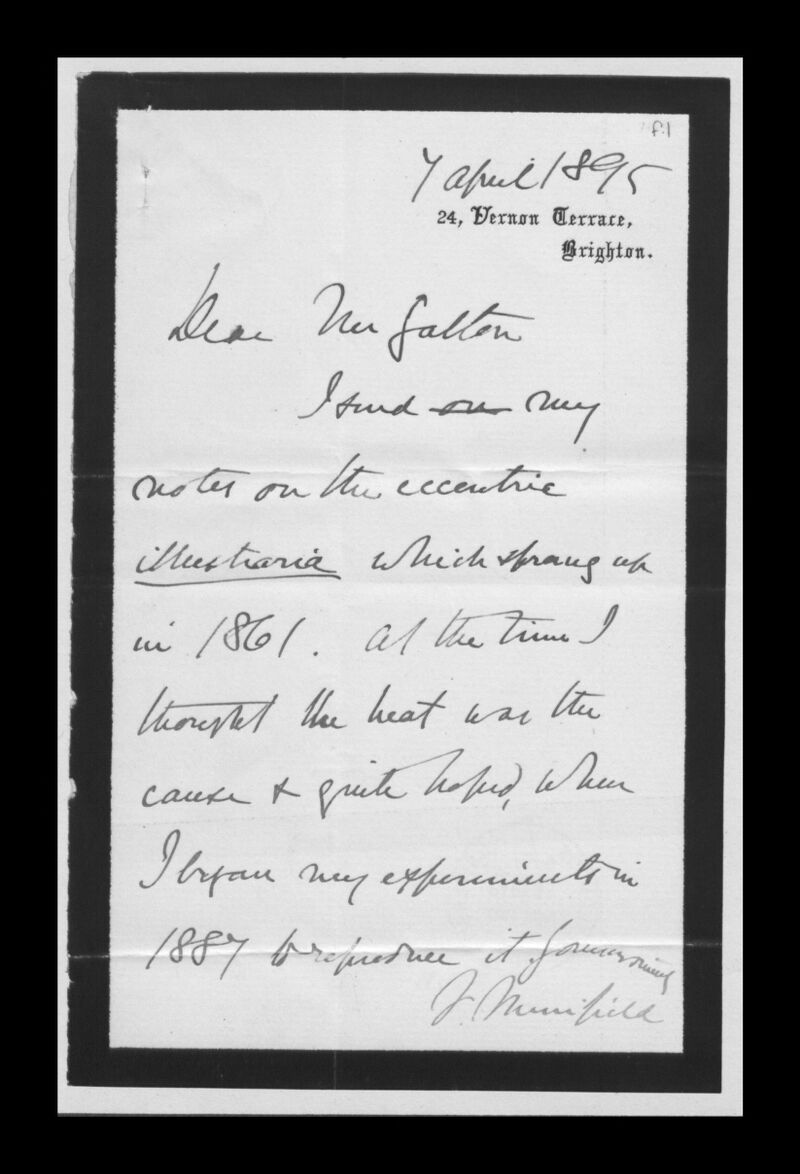 f.1
7 April 1895
24, Vernon Terrace,
Brighton.
Dear Mr Galton
I send on my
notes on the eccentric
illustraria which sprang up
in 1861. At the time I
thought the heat was the
cause & quite hoped, when
I began my experiments in
1887 to reproduce it
F. Merrifield